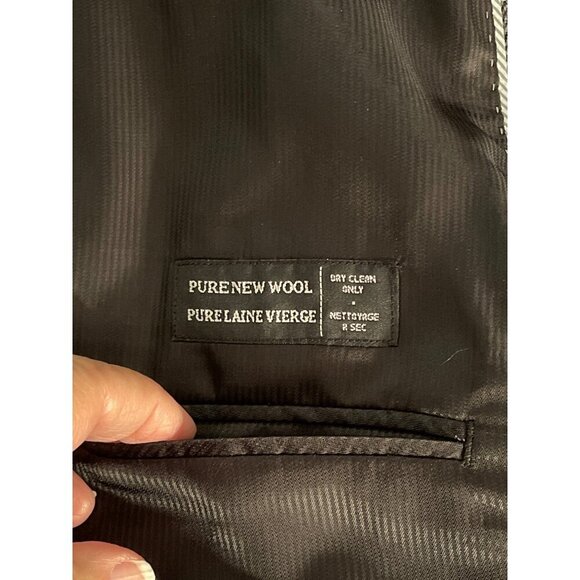 PURE NEW WOOL
PURE LAINE VIERGE
DRY CLEAN
ONLY
NETTOYAGE
A SEC